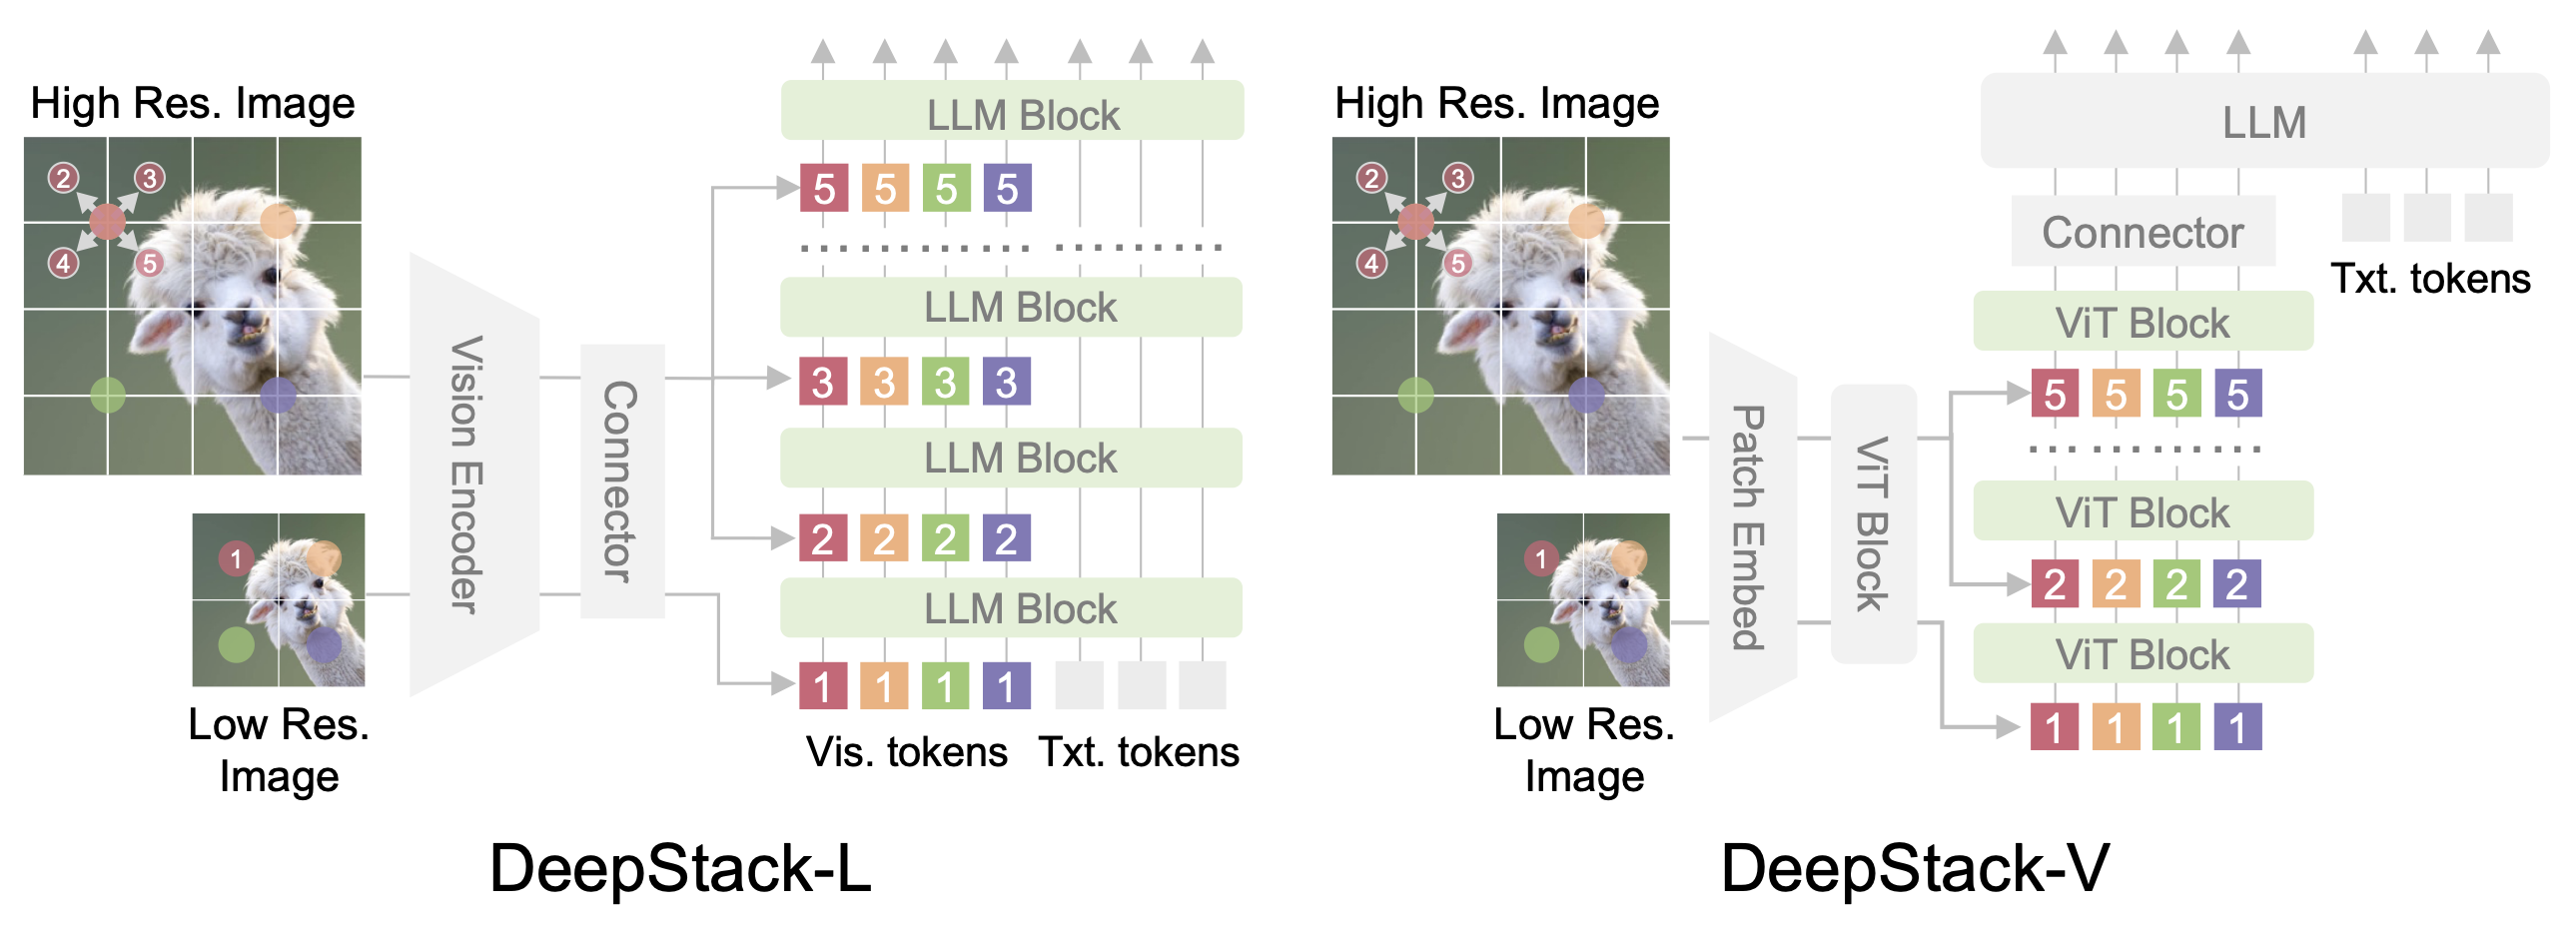 High Res. Image
2 3
4 5
1
Low Res.
Image
Vision Encoder
Connector
LLM Block
5 5 5 5
LLM Block
3 3 3 3
LLM Block
2 2 2 2
LLM Block
1 1 1 1
Vis. tokens Txt. tokens
DeepStack-L
High Res. Image
2 3
4 5
1
Low Res.
Image
Patch Embed
ViT Block
LLM
Connector
Txt. tokens
ViT Block
5 5 5 5
ViT Block
2 2 2 2
ViT Block
1 1 1 1
DeepStack-V